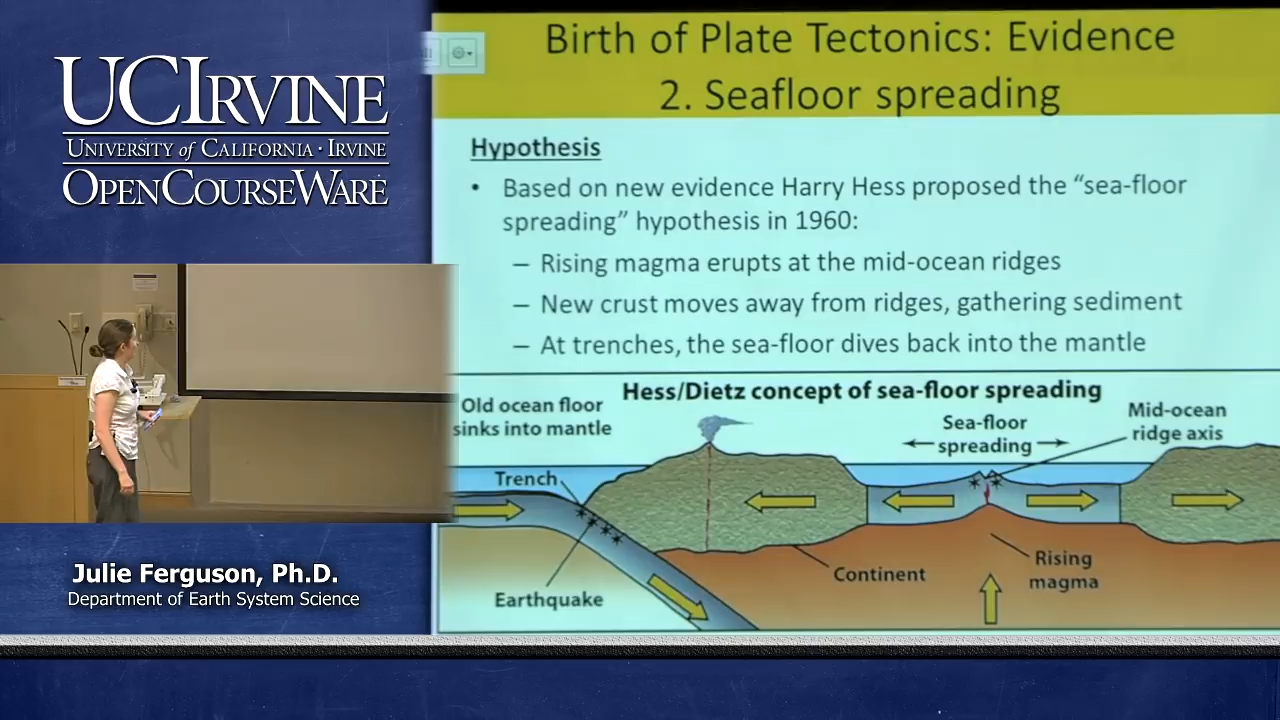 UCIRVINE
UNIVERSITY of CALIFORNIA · IRVINE
OPENCOURSEWARE
Birth of Plate Tectonics: Evidence
2. Seafloor spreading
Hypothesis
• Based on new evidence Harry Hess proposed the “sea-floor
spreading” hypothesis in 1960:
– Rising magma erupts at the mid-ocean ridges
– New crust moves away from ridges, gathering sediment
– At trenches, the sea-floor dives back into the mantle
Hess/Dietz concept of sea-floor spreading
Old ocean floor
sinks into mantle
Sea-floor
spreading
Mid-ocean
ridge axis
Trench
Earthquake
Continent
Rising
magma
Julie Ferguson, Ph.D.
Department of Earth System Science